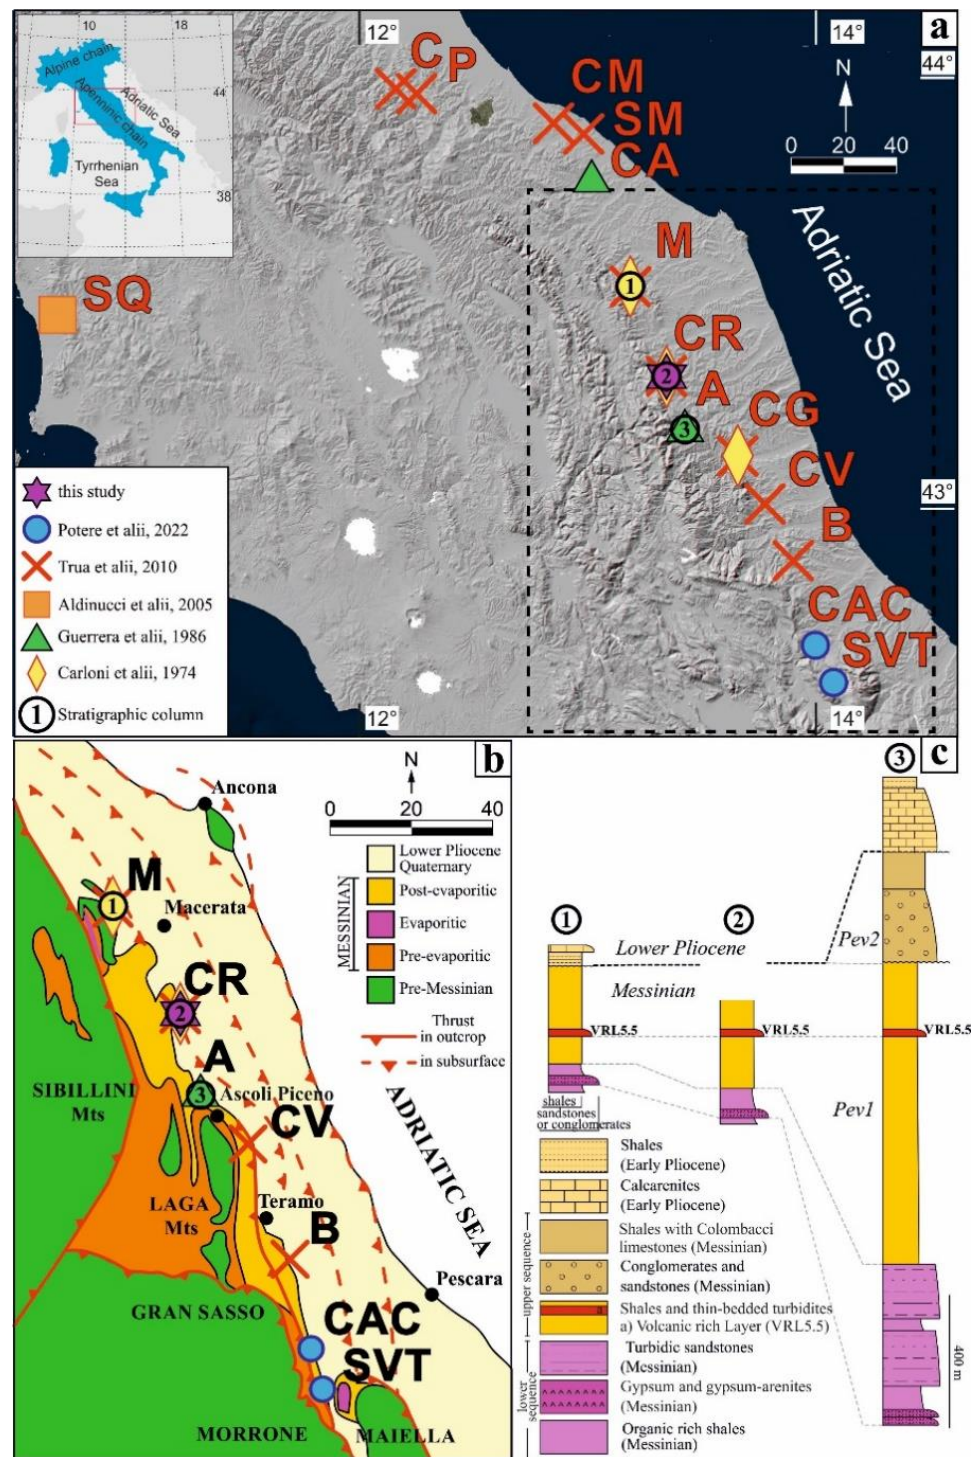 10
18
Alpine chain
Apenninic chain
Adriatic Sea
44
Tyrrhenian
Sea
38
12°
14°
a
44°
N
0 20 40
CP
CM
SM
CA
Adriatic Sea
M
1
SQ
CR
2
A
3
CG
CV
43°
B
CAC
SVT
12°
14°
this study
Potere et alii, 2022
Trua et alii, 2010
Aldinucci et alii, 2005
Guerrera et alii, 1986
Carloni et alii, 1974
1 Stratigraphic column
b
N
0 20 40
Ancona
M
1
Macerata
CR
2
A
3
Ascoli Piceno
CV
SIBILLINI
Mts
LAGA
Mts
Teramo
B
ADRIATIC SEA
Pescara
GRAN SASSO
CAC
SVT
MORRONE
MAIELLA
Lower Pliocene
Quaternary
MESSINIAN
Post-evaporitic
Evaporitic
Pre-evaporitic
Pre-Messinian
Thrust
in outcrop
in subsurface
c
3
1
2
Lower Pliocene
Messinian
Pev2
VRL5.5
VRL5.5
VRL5.5
Pev1
shales
sandstones
or conglomerates
400 m
upper sequence
lower
sequence
Shales
(Early Pliocene)
Calcarenites
(Early Pliocene)
Shales with Colombacci
limestones (Messinian)
Conglomerates and
sandstones (Messinian)
a
Shales and thin-bedded turbidites
a) Volcanic rich Layer (VRL5.5)
Turbidic sandstones
(Messinian)
Gypsum and gypsum-arenites
(Messinian)
Organic rich shales
(Messinian)